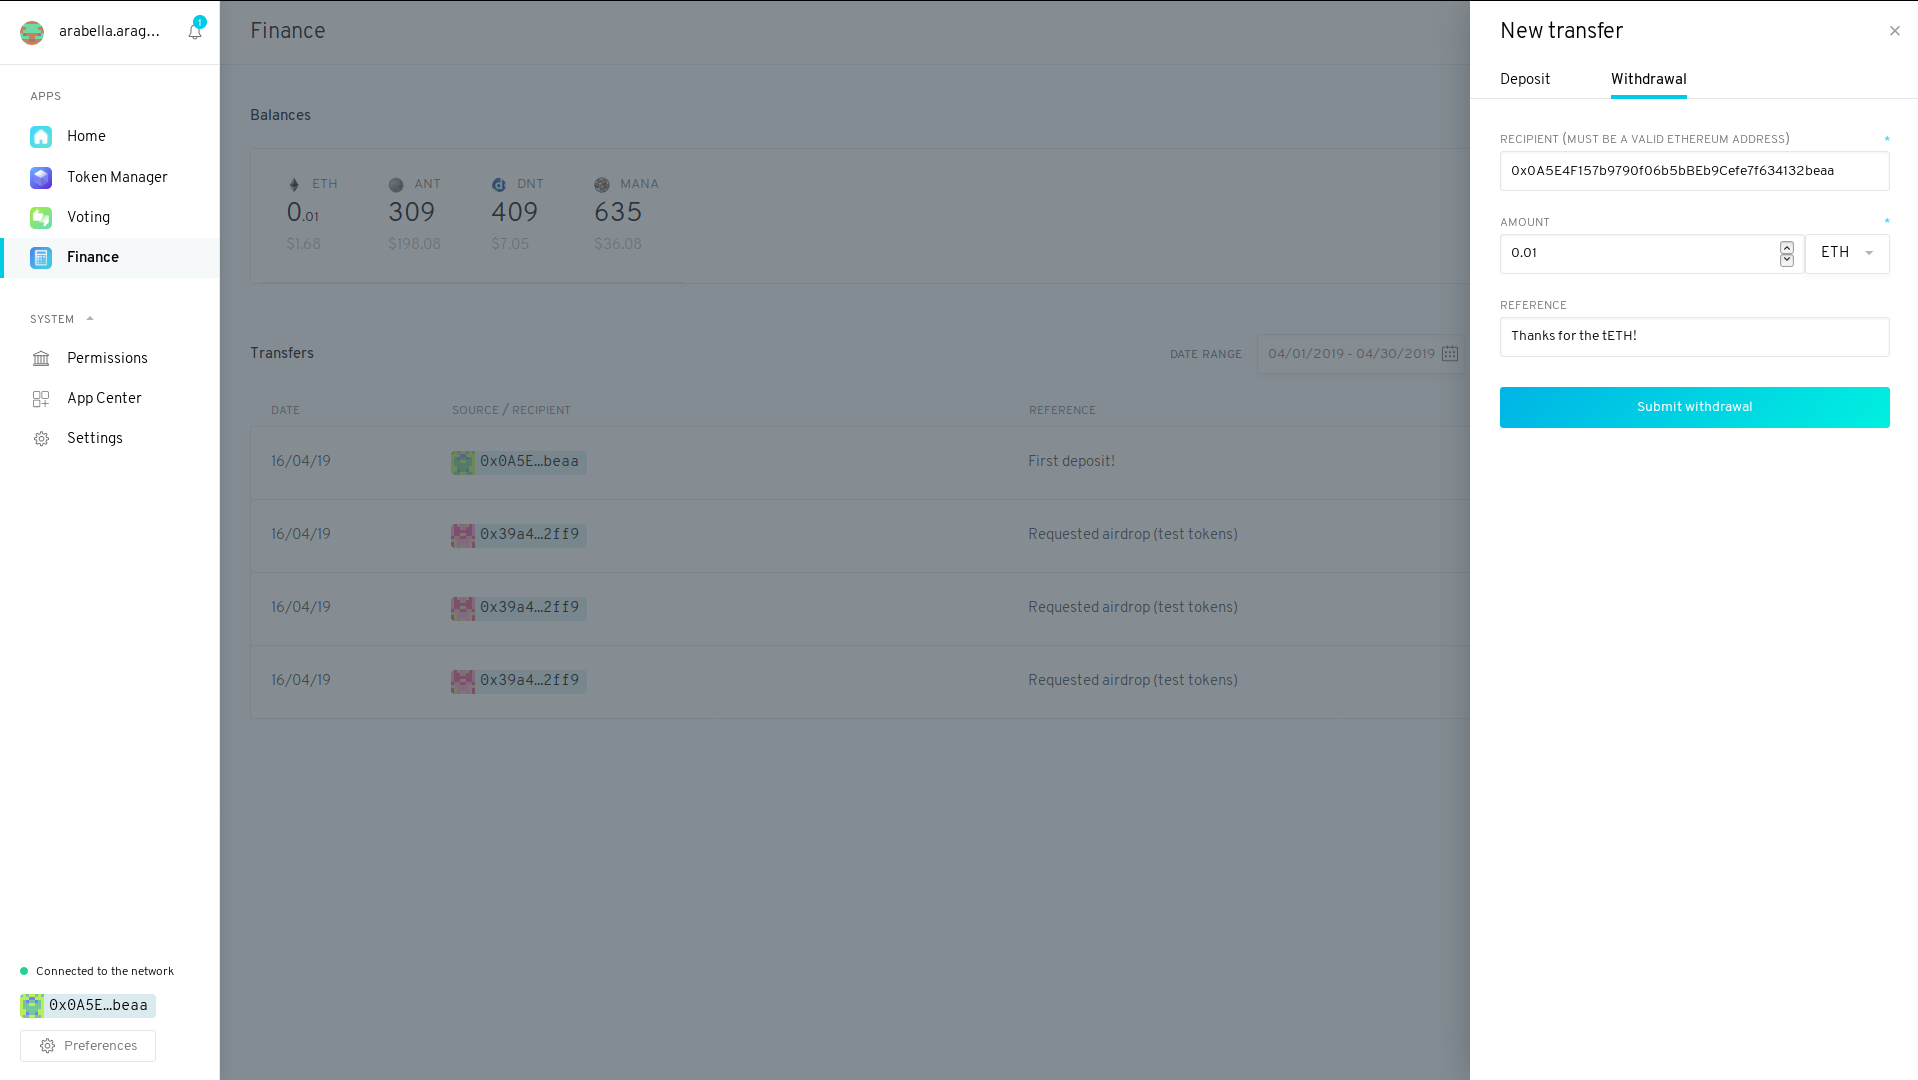 arabella.arag...
1
APPS
Home
Token Manager
Voting
Finance
SYSTEM
Permissions
App Center
Settings
Connected to the network
0x0A5E...beaa
Preferences
Finance
Balances
ETH ANT DNT MANA
0.01 309 409 635
$1.68 $198.08 $7.05 $36.08
Transfers
DATE RANGE 04/01/2019 - 04/30/2019
DATE SOURCE / RECIPIENT REFERENCE
16/04/19 0x0A5E...beaa First deposit!
16/04/19 0x39a4...2ff9 Requested airdrop (test tokens)
16/04/19 0x39a4...2ff9 Requested airdrop (test tokens)
16/04/19 0x39a4...2ff9 Requested airdrop (test tokens)
New transfer
Deposit Withdrawal
RECIPIENT (MUST BE A VALID ETHEREUM ADDRESS) *
0x0A5E4F157b9790f06b5bBEb9Cefe7f634132beaa
AMOUNT *
0.01 ETH
REFERENCE
Thanks for the tETH!
Submit withdrawal